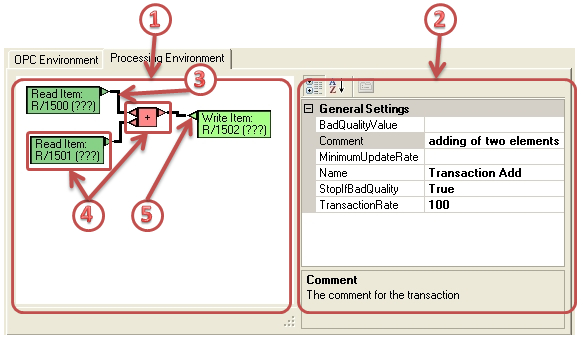 1
2
OPC Environment
Processing Environment
3
Read Item:
R/1500 (???)
+
Write Item:
R/1502 (???)
Read Item:
R/1501 (???)
4
5
A
Z
General Settings
BadQualityValue
Comment adding of two elements
MinimumUpdateRate
Name Transaction Add
StopIfBadQuality True
TransactionRate 100
Comment
The comment for the transaction